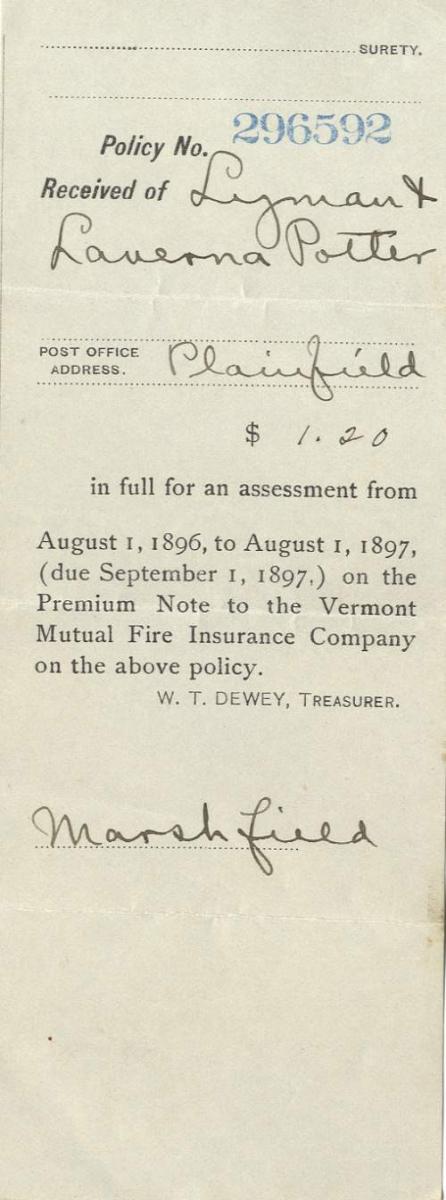 SURETY.
Policy No. 296592
Received of Lyman &
Laverna Potter
POST OFFICE
ADDRESS. Plainfield
$ 1.20
in full for an assessment from
August 1, 1896, to August 1, 1897,
(due September 1, 1897,) on the
Premium Note to the Vermont
Mutual Fire Insurance Company
on the above policy.
W. T. DEWEY, TREASURER.
Marshfield